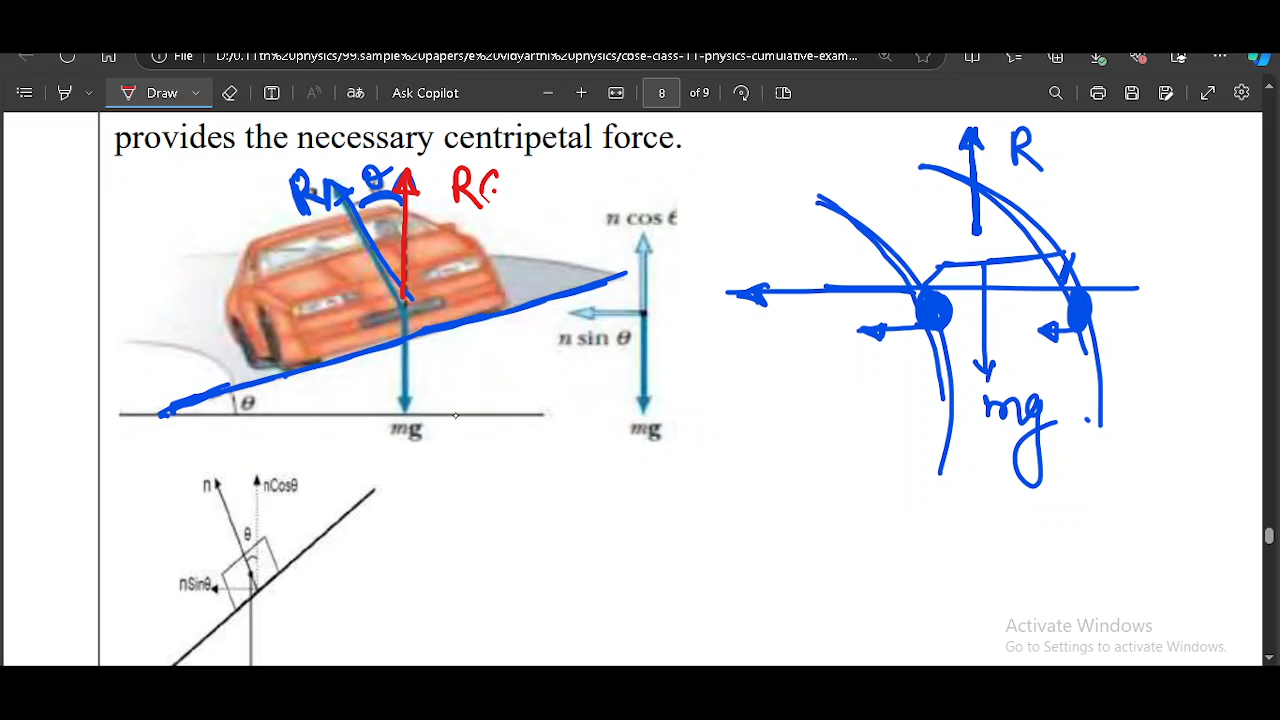 File
D:/0.11th%20physics/99.sample%20papers/e%20vidyarthi%20physics/cbse-class-11-physics-cumulative-exam...
Draw
Ask Copilot
8 of 9
provides the necessary centripetal force.
R θ R(
n cos θ
n sin θ
θ
mg
mg
R
mg
n
nCosθ
θ
nSinθ
Activate Windows
Go to Settings to activate Windows.